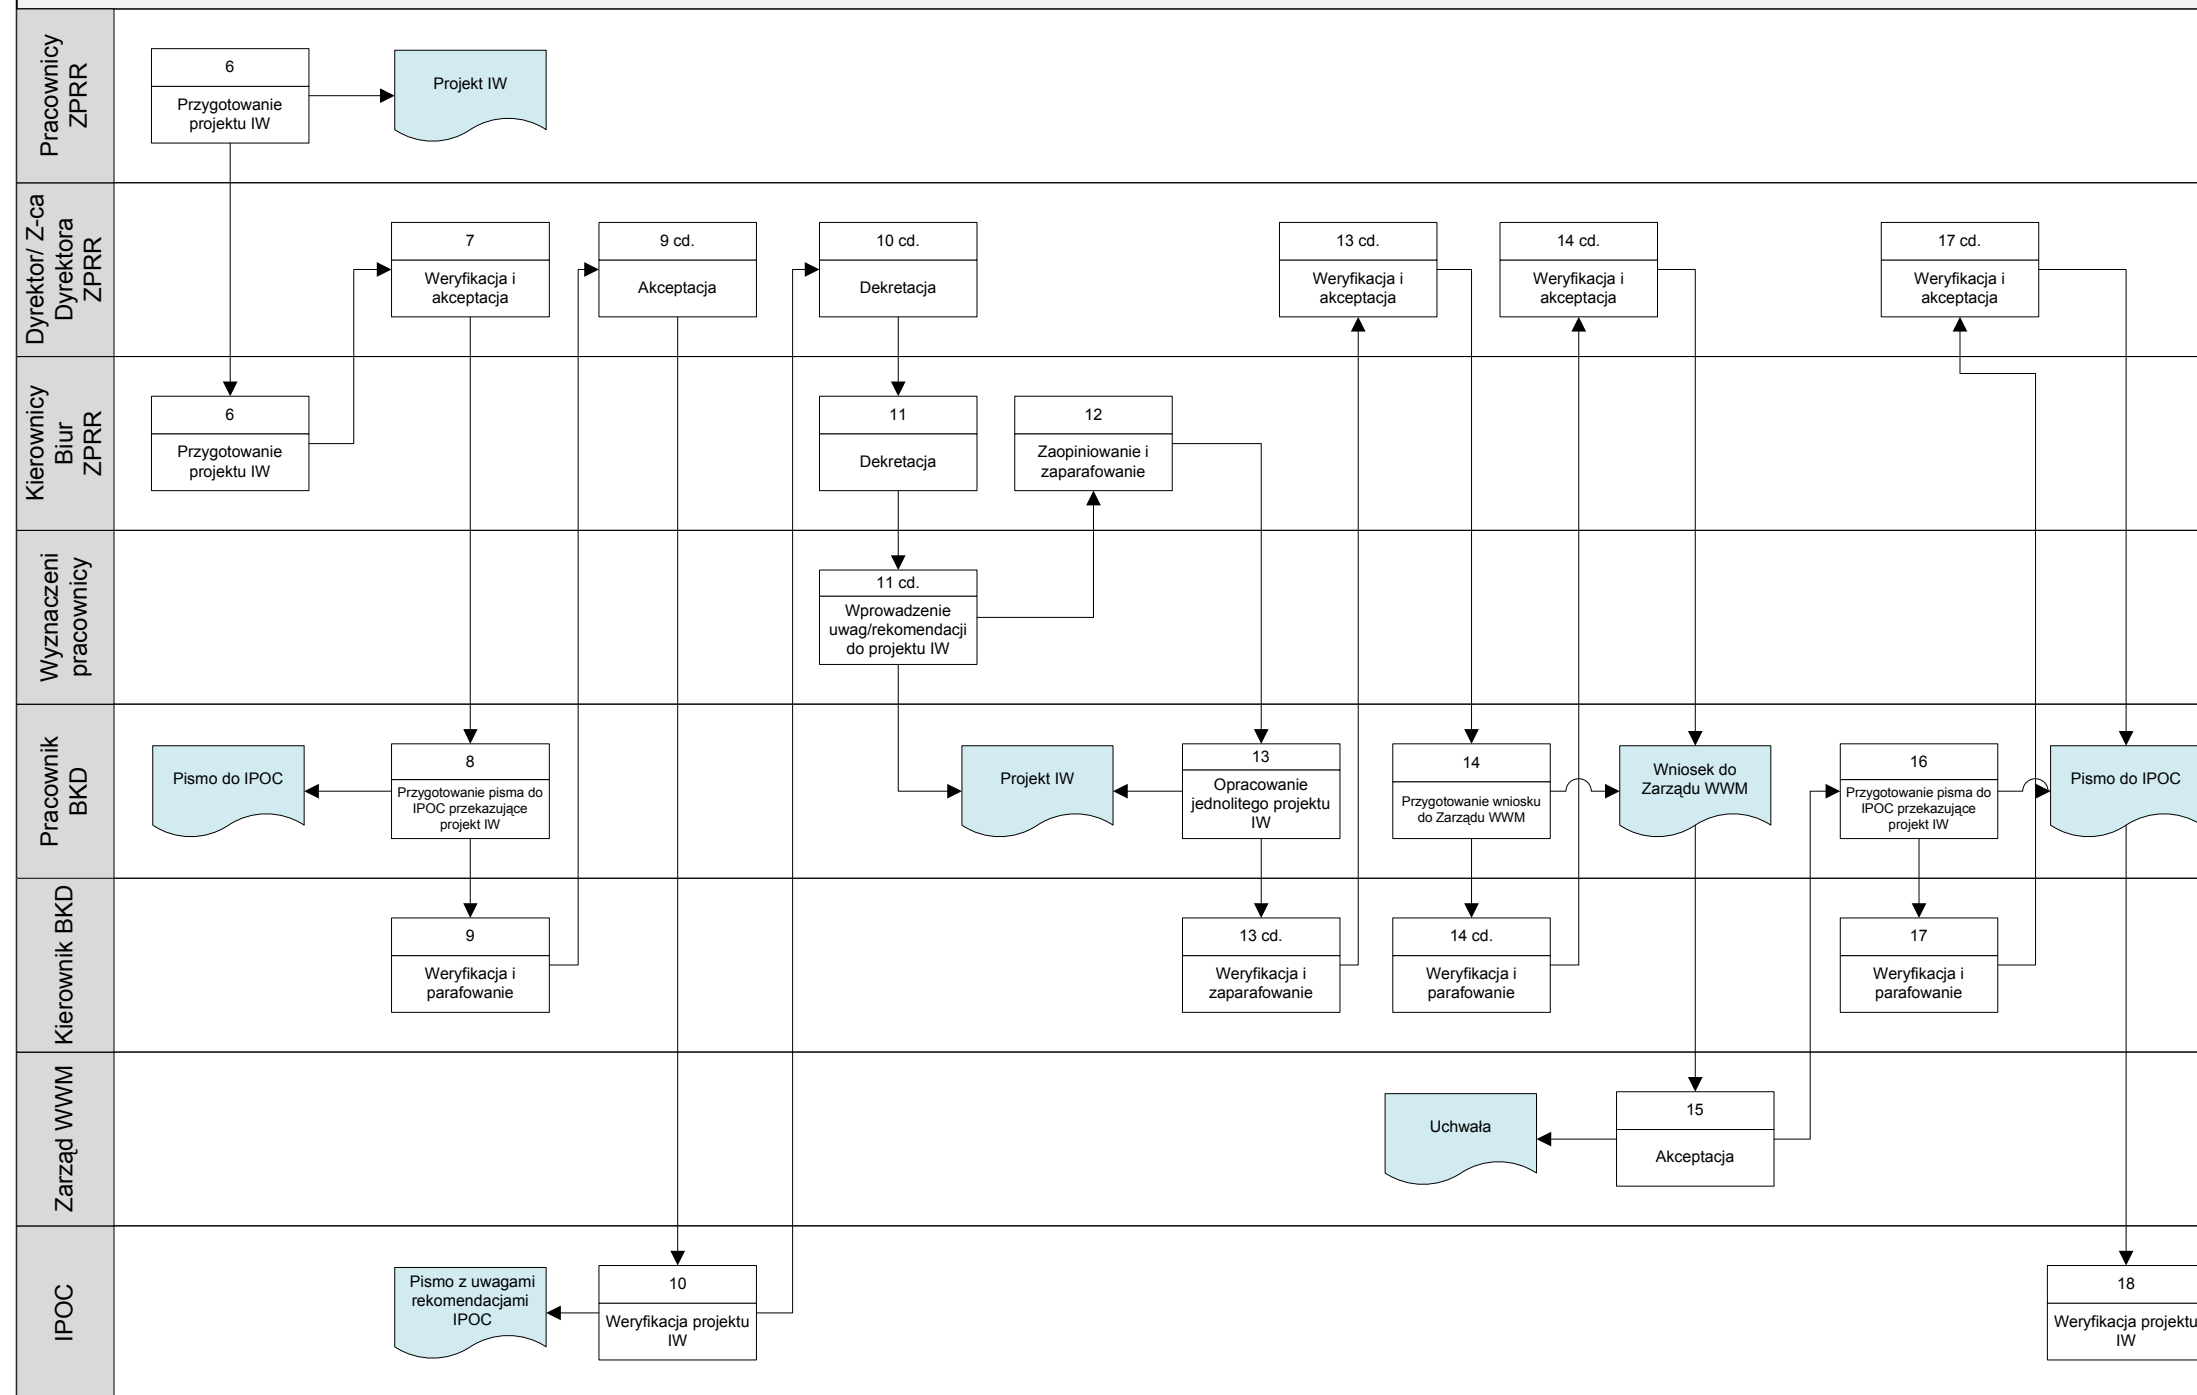 Pracownicy
ZPRR
6
Przygotowanie
projektu IW
Projekt IW
Dyrektor/ Z-ca
Dyrektora
ZPRR
7
Weryfikacja i
akceptacja
9 cd.
Akceptacja
10 cd.
Dekretacja
13 cd.
Weryfikacja i
akceptacja
14 cd.
Weryfikacja i
akceptacja
17 cd.
Weryfikacja i
akceptacja
Kierownicy
Biur
ZPRR
6
Przygotowanie
projektu IW
11
Dekretacja
12
Zaopiniowanie i
zaparafowanie
Wyznaczeni
pracownicy
11 cd.
Wprowadzenie
uwag/rekomendacji
do projektu IW
Pracownik
BKD
Pismo do IPOC
8
Przygotowanie pisma do
IPOC przekazujące
projekt IW
Projekt IW
13
Opracowanie
jednolitego projektu
IW
14
Przygotowanie wniosku
do Zarządu WWM
Wniosek do
Zarządu WWM
16
Przygotowanie pisma do
IPOC przekazujące
projekt IW
Pismo do IPOC
Kierownik BKD
9
Weryfikacja i
parafowanie
13 cd.
Weryfikacja i
zaparafowanie
14 cd.
Weryfikacja i
parafowanie
17
Weryfikacja i
parafowanie
Zarząd WWM
Uchwała
15
Akceptacja
IPOC
Pismo z uwagami
rekomendacjami
IPOC
10
Weryfikacja projektu
IW
18
Weryfikacja projektu
IW